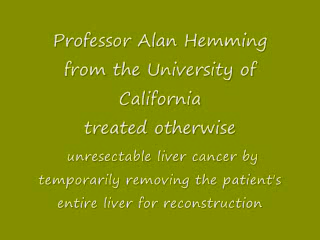 Professor Alan Hemming
from the University of
California
treated otherwise
unresectable liver cancer by
temporarily removing the patient's
entire liver for reconstruction